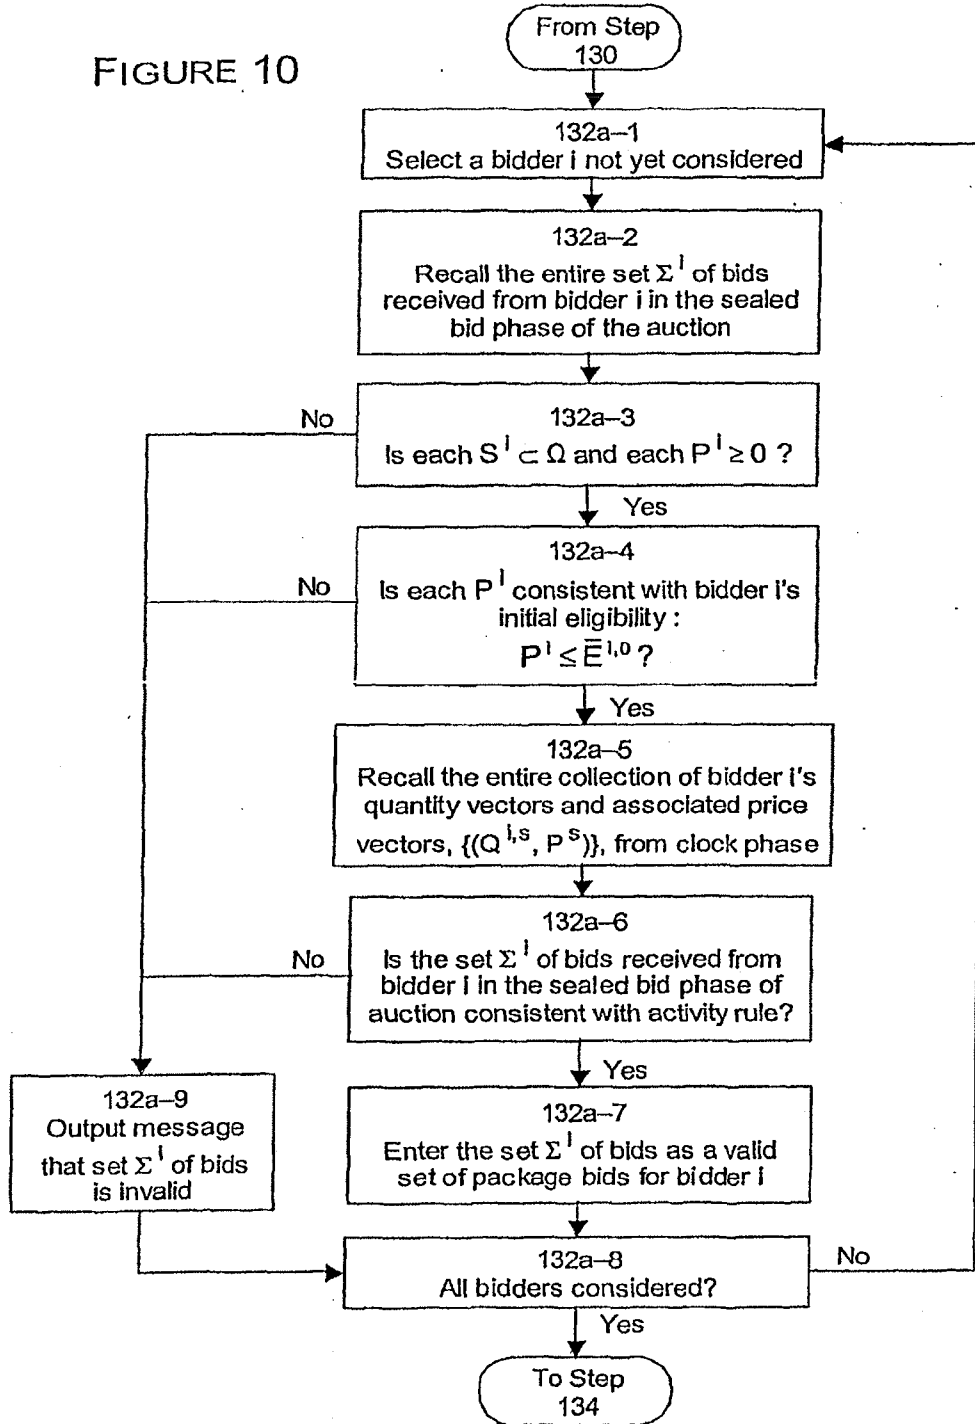 FIGURE 10
From Step
130
132a–1
Select a bidder i not yet considered
132a–2
Recall the entire set Σ^i of bids
received from bidder i in the sealed
bid phase of the auction
132a–3
Is each S^i ⊂ Ω and each P^i ≥ 0 ?
No
Yes
132a–4
Is each P^i consistent with bidder i's
initial eligibility :
P^i ≤ E̅^i,0 ?
No
Yes
132a–5
Recall the entire collection of bidder i's
quantity vectors and associated price
vectors, {(Q^i,s, P^s)}, from clock phase
132a–6
Is the set Σ^i of bids received from
bidder i in the sealed bid phase of
auction consistent with activity rule?
No
Yes
132a–7
Enter the set Σ^i of bids as a valid
set of package bids for bidder i
132a–9
Output message
that set Σ^i of bids
is invalid
132a–8
All bidders considered?
No
Yes
To Step
134